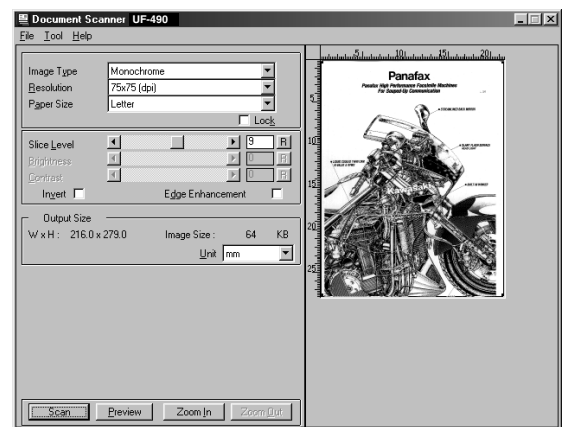 Document Scanner UF-490
File Tool Help
Image Type Monochrome
Resolution 75x75 (dpi)
Paper Size Letter
Lock
Slice Level 9 R
Brightness 0 R
Contrast 0 R
Invert Edge Enhancement
Output Size
W x H : 216.0 x 279.0 Image Size : 64 KB
Unit mm
Scan Preview Zoom In Zoom Out
5 10 15 20
5
10
15
20
25
Panafax
Panafax High Performance Facsimile Machines
For Souped-Up Communication